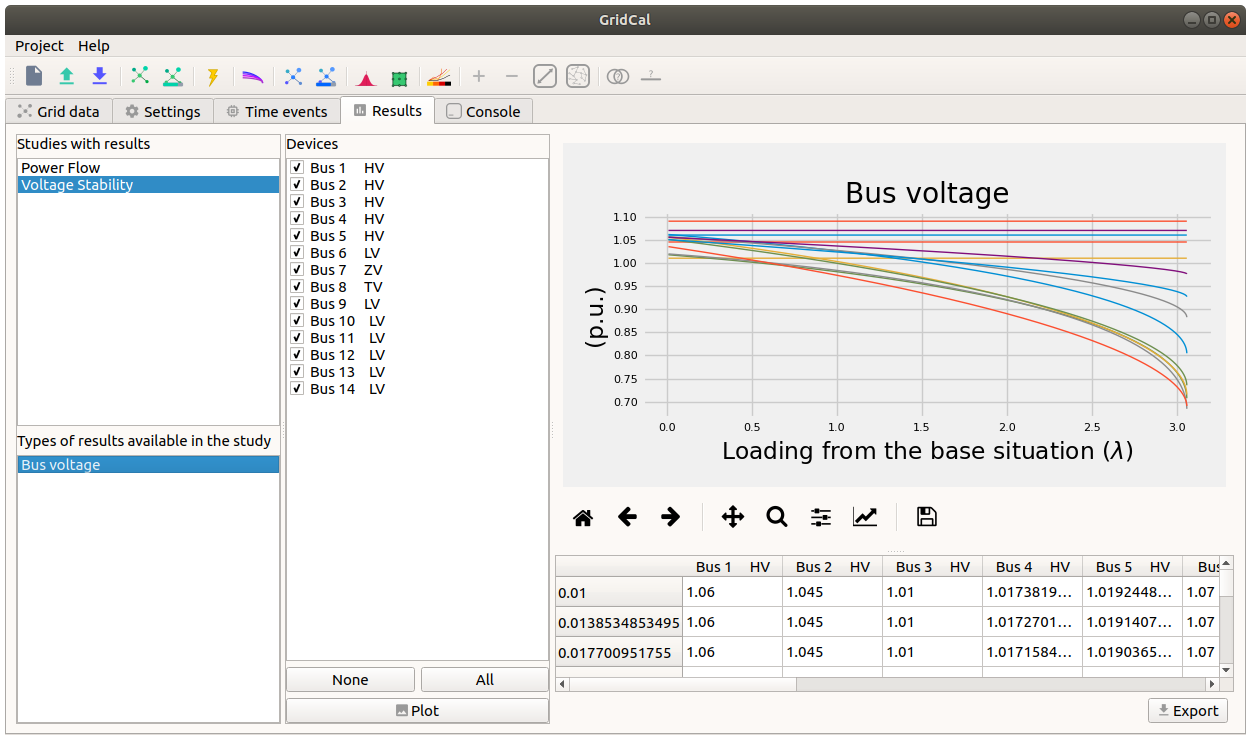 GridCal
Project Help
Grid data Settings Time events Results Console
Studies with results
Power Flow
Voltage Stability
Types of results available in the study
Bus voltage
Devices
Bus 1 HV
Bus 2 HV
Bus 3 HV
Bus 4 HV
Bus 5 HV
Bus 6 LV
Bus 7 ZV
Bus 8 TV
Bus 9 LV
Bus 10 LV
Bus 11 LV
Bus 12 LV
Bus 13 LV
Bus 14 LV
None All
Plot
Bus voltage
1.10
1.05
1.00
0.95
0.90
0.85
0.80
0.75
0.70
(p.u.)
0.0 0.5 1.0 1.5 2.0 2.5 3.0
Loading from the base situation (λ)
Bus 1 HV Bus 2 HV Bus 3 HV Bus 4 HV Bus 5 HV Bus
0.01 1.06 1.045 1.01 1.0173819... 1.0192448... 1.07
0.0138534853495 1.06 1.045 1.01 1.0172701... 1.0191407... 1.07
0.017700951755 1.06 1.045 1.01 1.0171584... 1.0190365... 1.07
Export